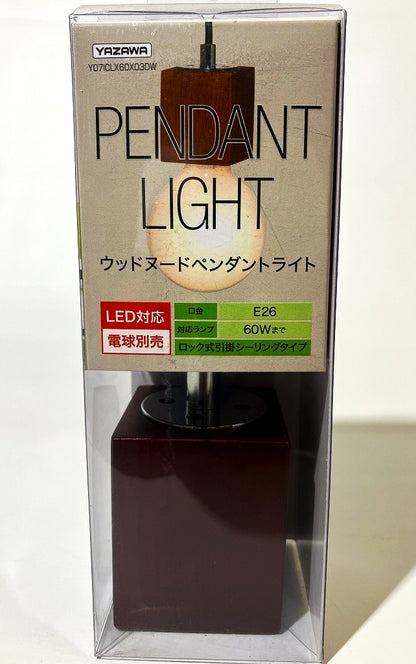 YAZAWA
Y07ICLX60X03DW
PENDANT
LIGHT
ウッドヌードペンダントライト
LED対応
電球別売
口金 E26
対応ランプ 60Wまで
ロック式引掛シーリングタイプ